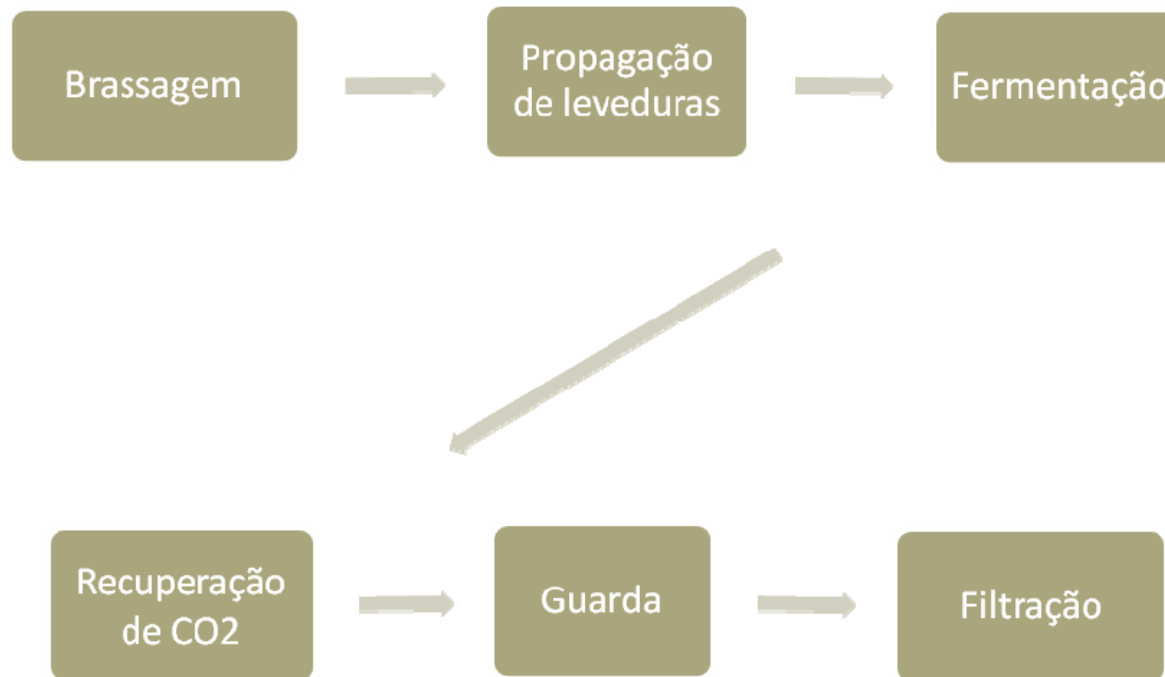 Brassagem
Propagação
de leveduras
Fermentação
Recuperação
de CO2
Guarda
Filtração